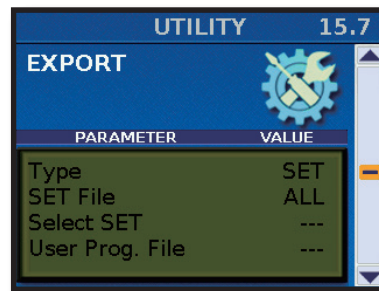 UTILITY 15.7
EXPORT
PARAMETER VALUE
Type SET
SET File ALL
Select SET ---
User Prog. File ---